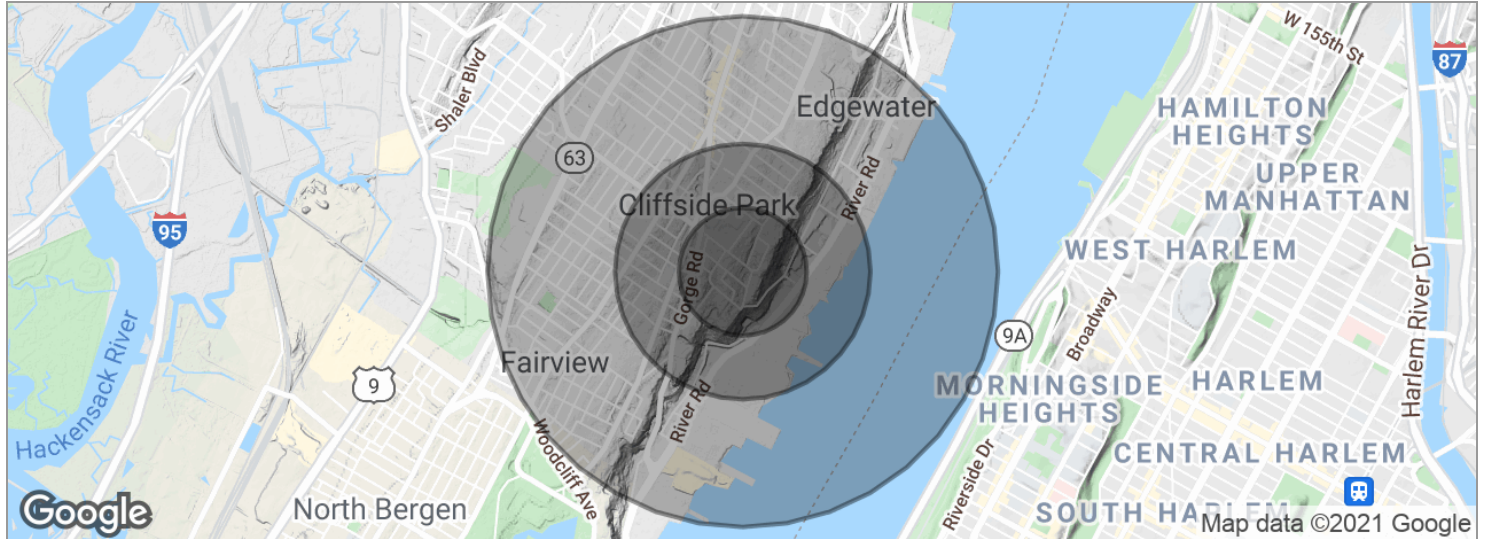 W 155th St
87
Shaler Blvd
Edgewater
HAMILTON
HEIGHTS
63
UPPER
MANHATTAN
River Rd
Cliffside Park
95
WEST HARLEM
Gorge Rd
Harlem River Dr
Broadway
9A
Fairview
9
Hackensack River
MORNINGSIDE
HEIGHTS
HARLEM
River Rd
Woodcliff Ave
CENTRAL HARLEM
Riverside Dr
North Bergen
SOUTH HARLEM
Google
Map data ©2021 Google